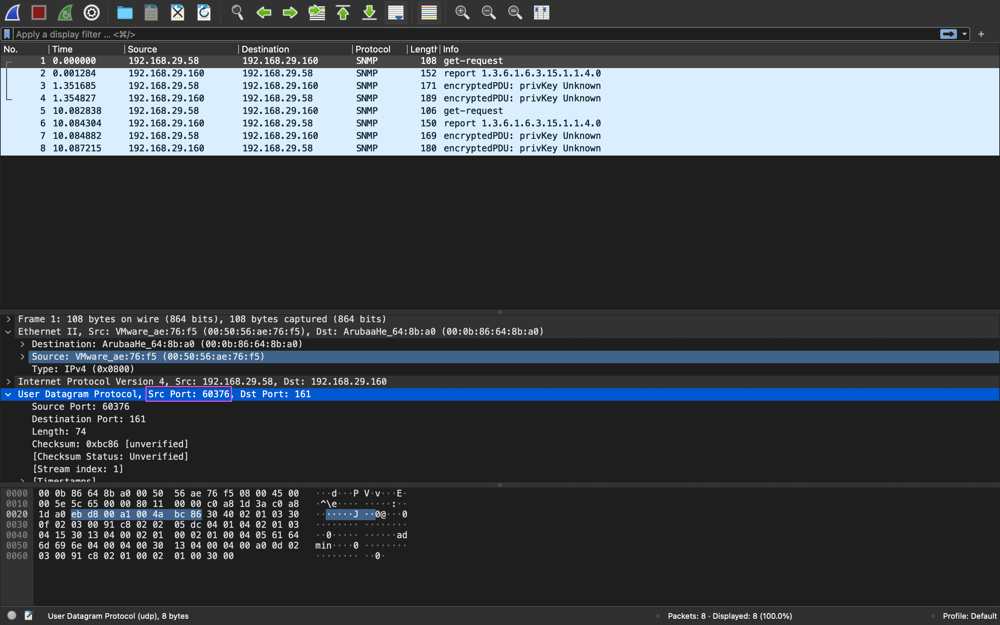 Apply a display filter ... <⌘/>
No. Time Source Destination Protocol Length Info
1 0.000000 192.168.29.58 192.168.29.160 SNMP 108 get-request
2 0.001284 192.168.29.160 192.168.29.58 SNMP 152 report 1.3.6.1.6.3.15.1.1.4.0
3 1.351685 192.168.29.58 192.168.29.160 SNMP 171 encryptedPDU: privKey Unknown
4 1.354827 192.168.29.160 192.168.29.58 SNMP 189 encryptedPDU: privKey Unknown
5 10.082838 192.168.29.58 192.168.29.160 SNMP 106 get-request
6 10.084304 192.168.29.160 192.168.29.58 SNMP 150 report 1.3.6.1.6.3.15.1.1.4.0
7 10.084882 192.168.29.58 192.168.29.160 SNMP 169 encryptedPDU: privKey Unknown
8 10.087215 192.168.29.160 192.168.29.58 SNMP 180 encryptedPDU: privKey Unknown
Frame 1: 108 bytes on wire (864 bits), 108 bytes captured (864 bits)
Ethernet II, Src: VMware_ae:76:f5 (00:50:56:ae:76:f5), Dst: ArubaaHe_64:8b:a0 (00:0b:86:64:8b:a0)
Destination: ArubaaHe_64:8b:a0 (00:0b:86:64:8b:a0)
Source: VMware_ae:76:f5 (00:50:56:ae:76:f5)
Type: IPv4 (0x0800)
Internet Protocol Version 4, Src: 192.168.29.58, Dst: 192.168.29.160
User Datagram Protocol, Src Port: 60376, Dst Port: 161
Source Port: 60376
Destination Port: 161
Length: 74
Checksum: 0xbc86 [unverified]
[Checksum Status: Unverified]
[Stream index: 1]
[Timestamps]
0000 00 0b 86 64 8b a0 00 50 56 ae 76 f5 08 00 45 00 ···d···P V·v···E·
0010 00 5e 5c 65 00 00 80 11 00 00 c0 a8 1d 3a c0 a8 ·^\e···· ·····:··
0020 1d a0 eb d8 00 a1 00 4a bc 86 30 40 02 01 03 30 ·······J ··0@···0
0030 0f 02 03 00 91 c8 02 02 05 dc 04 01 04 02 01 03 ········ ········
0040 04 15 30 13 04 00 02 01 00 02 01 00 04 05 61 64 ··0····· ······ad
0050 6d 69 6e 04 00 04 00 30 13 04 00 04 00 a0 0d 02 min····0 ········
0060 03 00 91 c8 02 01 00 02 01 00 30 00 ········ ··0·
User Datagram Protocol (udp), 8 bytes Packets: 8 · Displayed: 8 (100.0%) Profile: Default